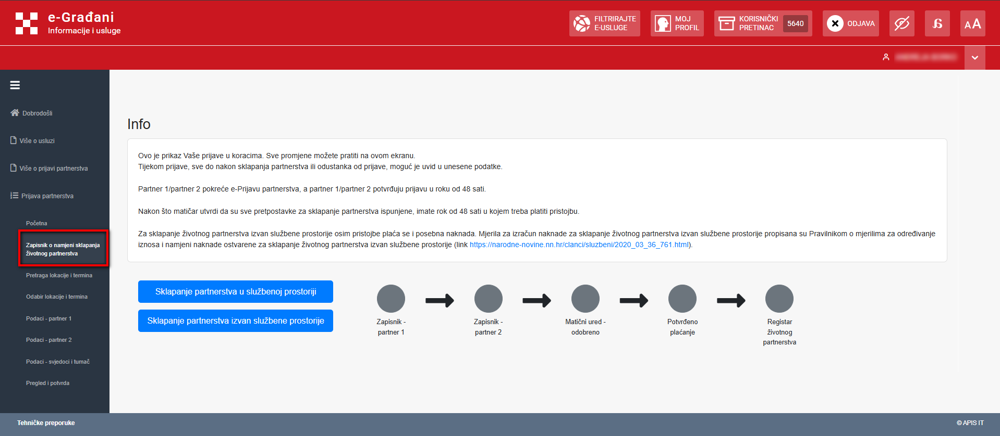 e-Građani
Informacije i usluge
FILTRIRAJTE
E-USLUGE
MOJ
PROFIL
KORISNIČKI
PRETINAC
5640
ODJAVA
AA
Dobrodošli
Više o usluzi
Više o prijavi partnerstva
Prijava partnerstva
Početna
Zapisnik o namjeni sklapanja
životnog partnerstva
Pretraga lokacije i termina
Odabir lokacije i termina
Podaci - partner 1
Podaci - partner 2
Podaci - svjedoci i tumač
Pregled i potvrda
Info
Ovo je prikaz Vaše prijave u koracima. Sve promjene možete pratiti na ovom ekranu.
Tijekom prijave, sve do nakon sklapanja partnerstva ili odustanka od prijave, moguć je uvid u unesene podatke.
Partner 1/partner 2 pokreće e-Prijavu partnerstva, a partner 1/partner 2 potvrđuju prijavu u roku od 48 sati.
Nakon što matičar utvrdi da su sve pretpostavke za sklapanje partnerstva ispunjene, imate rok od 48 sati u kojem treba platiti pristojbu.
Za sklapanje životnog partnerstva izvan službene prostorije osim pristojbe plaća se i posebna naknada. Mjerila za izračun naknade za sklapanje životnog partnerstva izvan službene prostorije propisana su Pravilnikom o mjerilima za određivanje
iznosa i namjeni naknade ostvarene za sklapanje životnog partnerstva izvan službene prostorije (link https://narodne-novine.nn.hr/clanci/sluzbeni/2020_03_36_761.html).
Sklapanje partnerstva u službenoj prostoriji
Sklapanje partnerstva izvan službene prostorije
Zapisnik -
partner 1
Zapisnik -
partner 2
Matični ured -
odobreno
Potvrđeno
plaćanje
Registar
životnog
partnerstva
Tehničke preporuke
© APIS IT